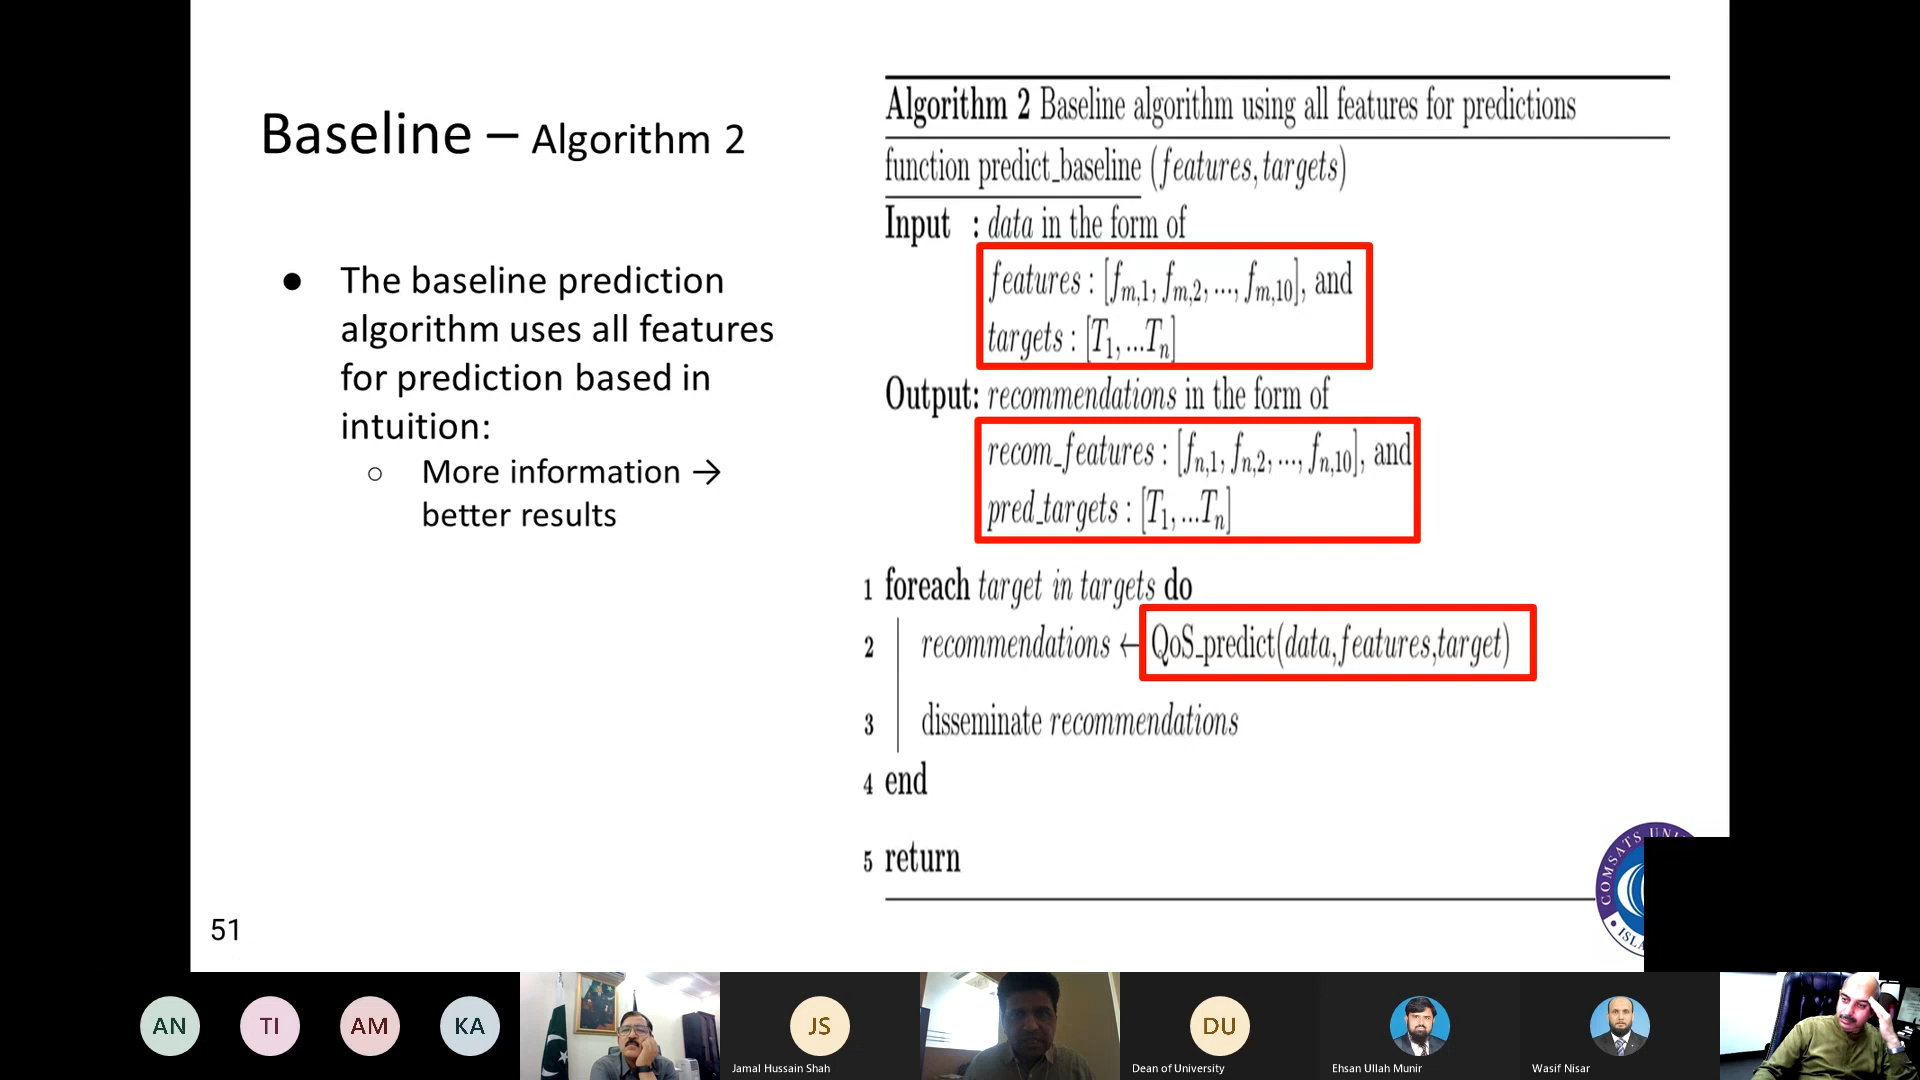 Baseline – Algorithm 2
● The baseline prediction
algorithm uses all features
for prediction based in
intuition:
○ More information →
better results
51
Algorithm 2 Baseline algorithm using all features for predictions
function predict_baseline (features,targets)
Input : data in the form of
features : [f_{m,1}, f_{m,2}, ..., f_{m,10}], and
targets : [T_1, ...T_n]
Output: recommendations in the form of
recom_features : [f_{n,1}, f_{n,2}, ..., f_{n,10}], and
pred_targets : [T_1, ...T_n]
1 foreach target in targets do
2 recommendations ← QoS_predict(data,features,target)
3 disseminate recommendations
4 end
5 return
COMSATS
AN
TI
AM
KA
JS
Jamal Hussain Shah
DU
Dean of University
Ehsan Ullah Munir
Wasif Nisar